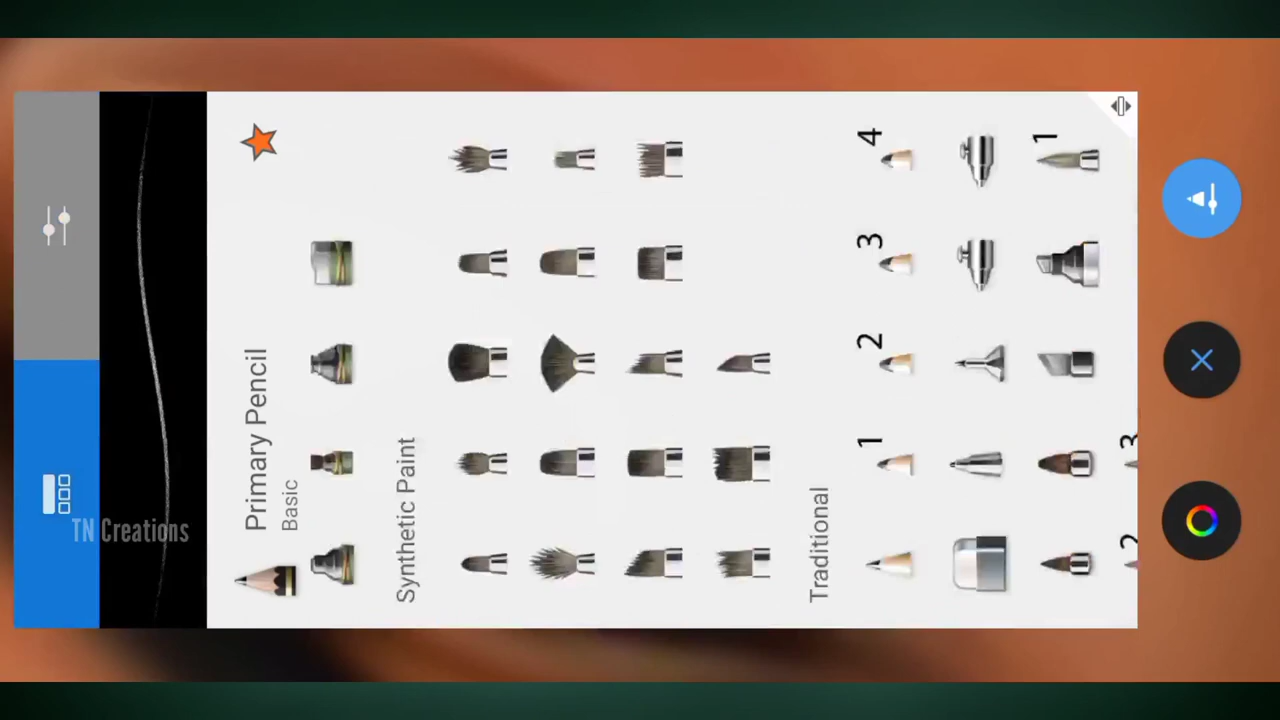 Primary Pencil
Basic
Synthetic Paint
Traditional
1 2 3 4
1
2 3
TN Creations